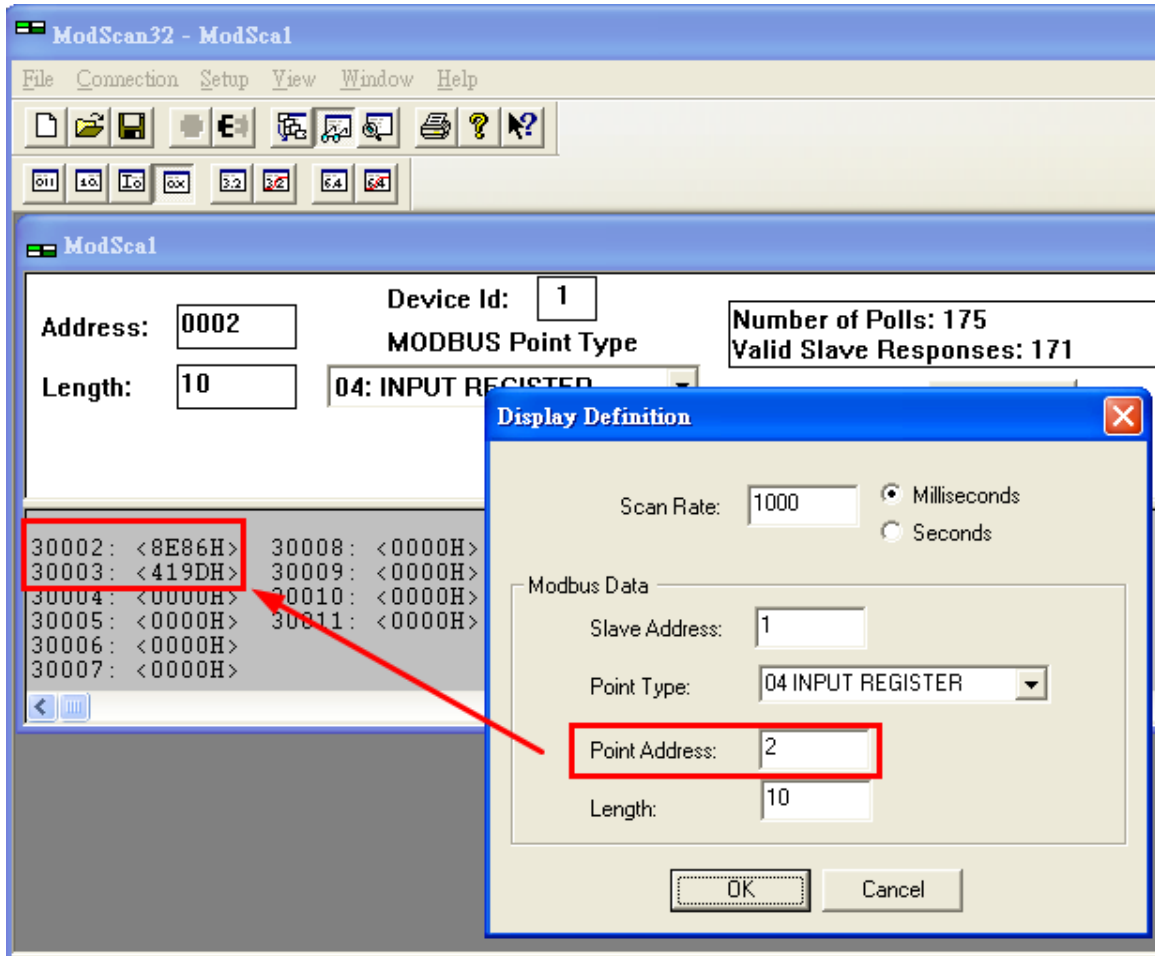 ModScan32 - ModSca1
File Connection Setup View Window Help
ModSca1
Address: 0002
Device Id: 1
MODBUS Point Type
Number of Polls: 175
Valid Slave Responses: 171
Length: 10
04: INPUT REGISTER
30002: <8E86H> 30008: <0000H>
30003: <419DH> 30009: <0000H>
30004: <0000H> 30010: <0000H>
30005: <0000H> 30011: <0000H>
30006: <0000H>
30007: <0000H>
Display Definition
Scan Rate: 1000
Milliseconds
Seconds
Modbus Data
Slave Address: 1
Point Type: 04 INPUT REGISTER
Point Address: 2
Length: 10
OK Cancel